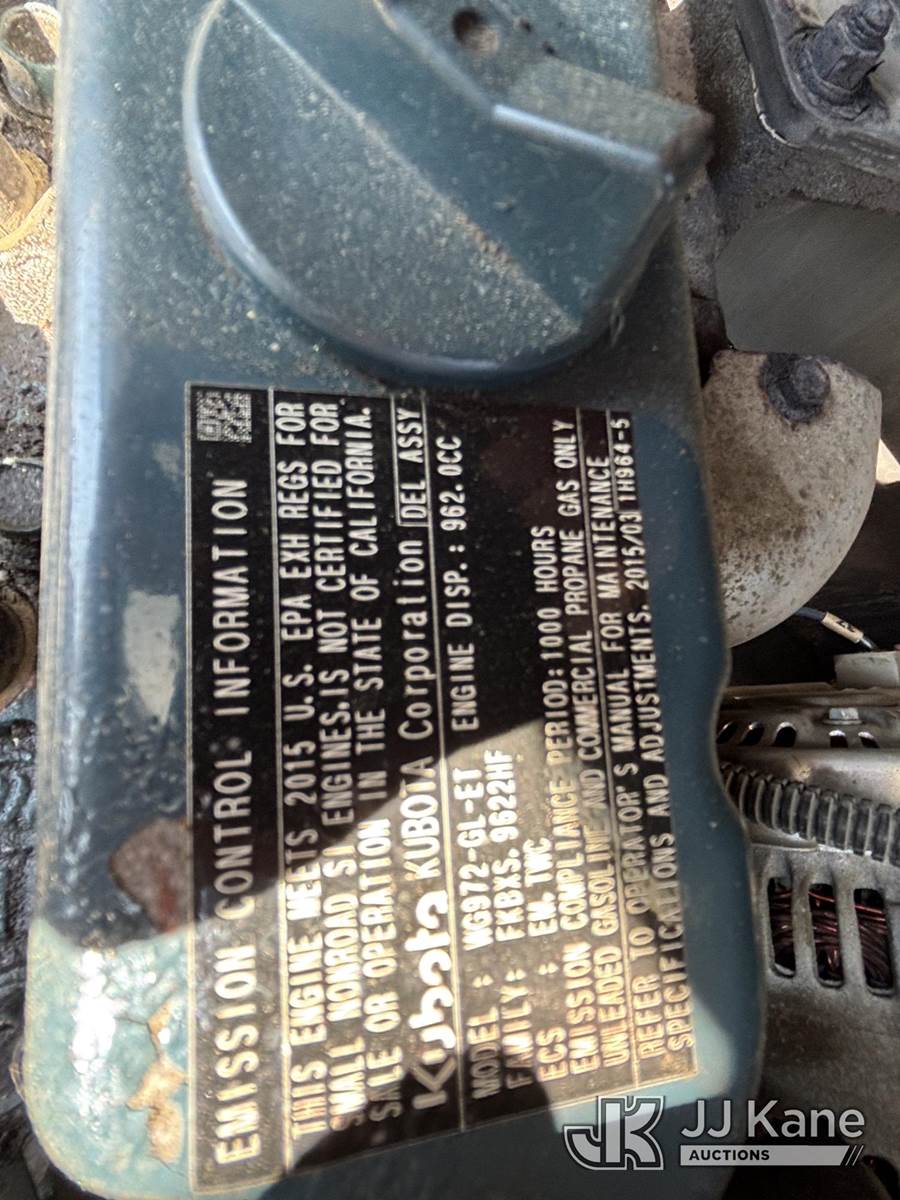 EMISSION CONTROL INFORMATION
THIS ENGINE MEETS 2015 U.S. EPA EXH REGS FOR
SMALL NONROAD SI ENGINES. IS NOT CERTIFIED FOR
SALE OR OPERATION IN THE STATE OF CALIFORNIA.
Kubota KUBOTA Corporation DEL ASSY
MODEL : WG972-GL-ET ENGINE DISP.: 962.0CC
FAMILY: FKBXS.9622HF
ECS : EM.TWC
EMISSION COMPLIANCE PERIOD:1000 HOURS
UNLEADED GASOLINE AND COMMERCIAL PROPANE GAS ONLY
REFER TO OPERATOR'S MANUAL FOR MAINTENANCE
SPECIFICATIONS AND ADJUSTMENTS. 2015/03 1H964-5
JK JJ Kane
AUCTIONS